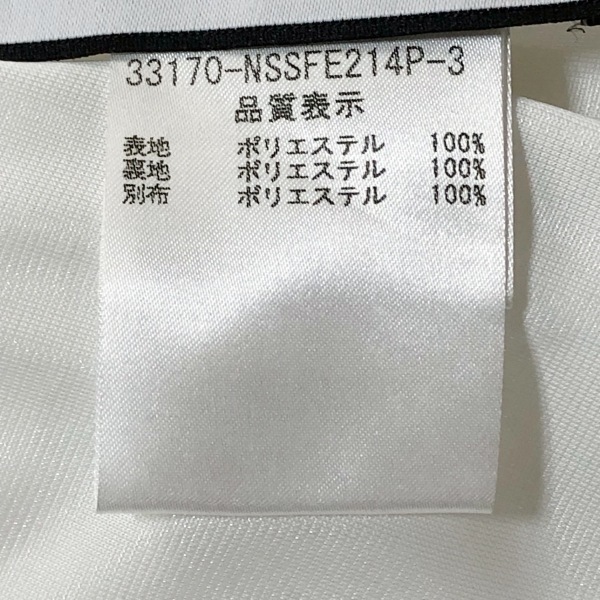 33170-NSSFE214P-3
品質表示
表地 ポリエステル 100%
裏地 ポリエステル 100%
別布 ポリエステル 100%